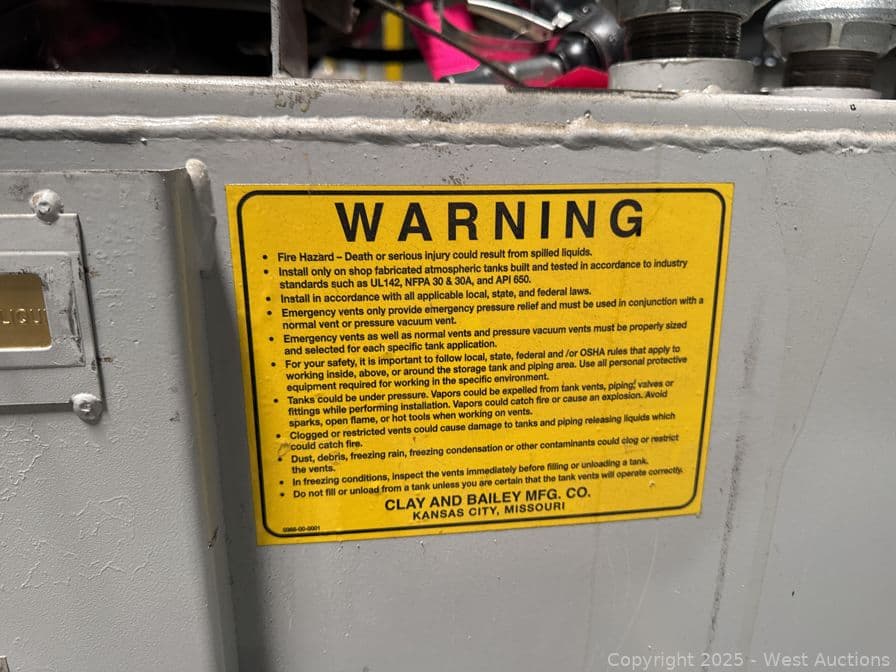 WARNING
• Fire Hazard – Death or serious injury could result from spilled liquids.
• Install only on shop fabricated atmospheric tanks built and tested in accordance to industry
standards such as UL142, NFPA 30 & 30A, and API 650.
• Install in accordance with all applicable local, state, and federal laws.
• Emergency vents only provide emergency pressure relief and must be used in conjunction with a
normal vent or pressure vacuum vent.
• Emergency vents as well as normal vents and pressure vacuum vents must be properly sized
and selected for each specific tank application.
• For your safety, it is important to follow local, state, federal and /or OSHA rules that apply to
working inside, above, or around the storage tank and piping area. Use all personal protective
equipment required for working in the specific environment.
• Tanks could be under pressure. Vapors could be expelled from tank vents, piping, valves or
fittings while performing installation. Vapors could catch fire or cause an explosion. Avoid
sparks, open flame, or hot tools when working on vents.
• Clogged or restricted vents could cause damage to tanks and piping releasing liquids which
could catch fire.
• Dust, debris, freezing rain, freezing condensation or other contaminants could clog or restrict
the vents.
• In freezing conditions, inspect the vents immediately before filling or unloading a tank.
• Do not fill or unload from a tank unless you are certain that the tank vents will operate correctly.
CLAY AND BAILEY MFG. CO.
KANSAS CITY, MISSOURI
LIQU
Copyright 2025 - West Auctions